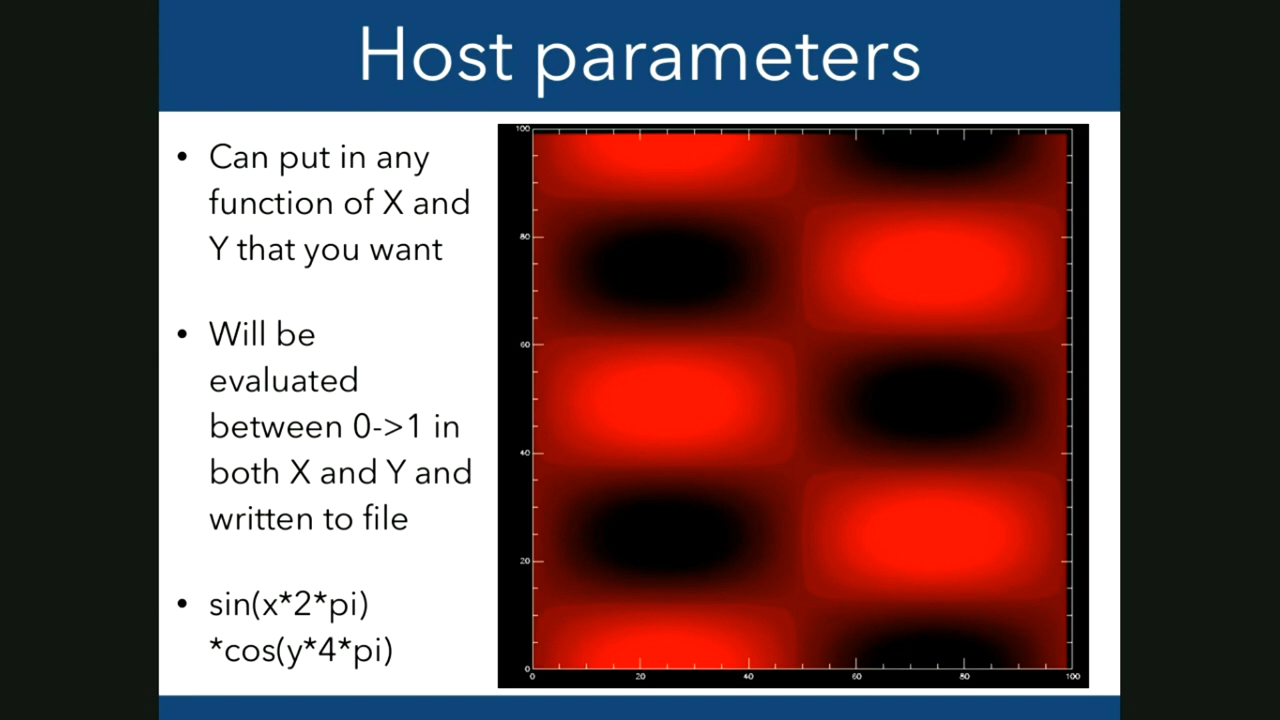 Host parameters
• Can put in any
function of X and
Y that you want
• Will be
evaluated
between 0->1 in
both X and Y and
written to file
• sin(x*2*pi)
*cos(y*4*pi)
100
80
60
40
20
0
0 20 40 60 80 100